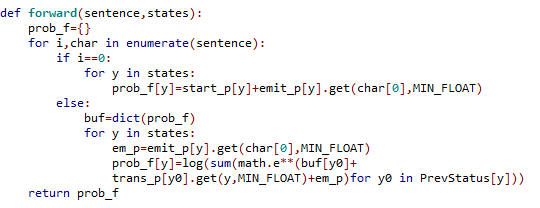 def forward(sentence,states):
    prob_f={}
    for i,char in enumerate(sentence):
        if i==0:
            for y in states:
                prob_f[y]=start_p[y]+emit_p[y].get(char[0],MIN_FLOAT)
        else:
            buf=dict(prob_f)
            for y in states:
                em_p=emit_p[y].get(char[0],MIN_FLOAT)
                prob_f[y]=log(sum(math.e**(buf[y0]+
                trans_p[y0].get(y,MIN_FLOAT)+em_p)for y0 in PrevStatus[y]))
    return prob_f